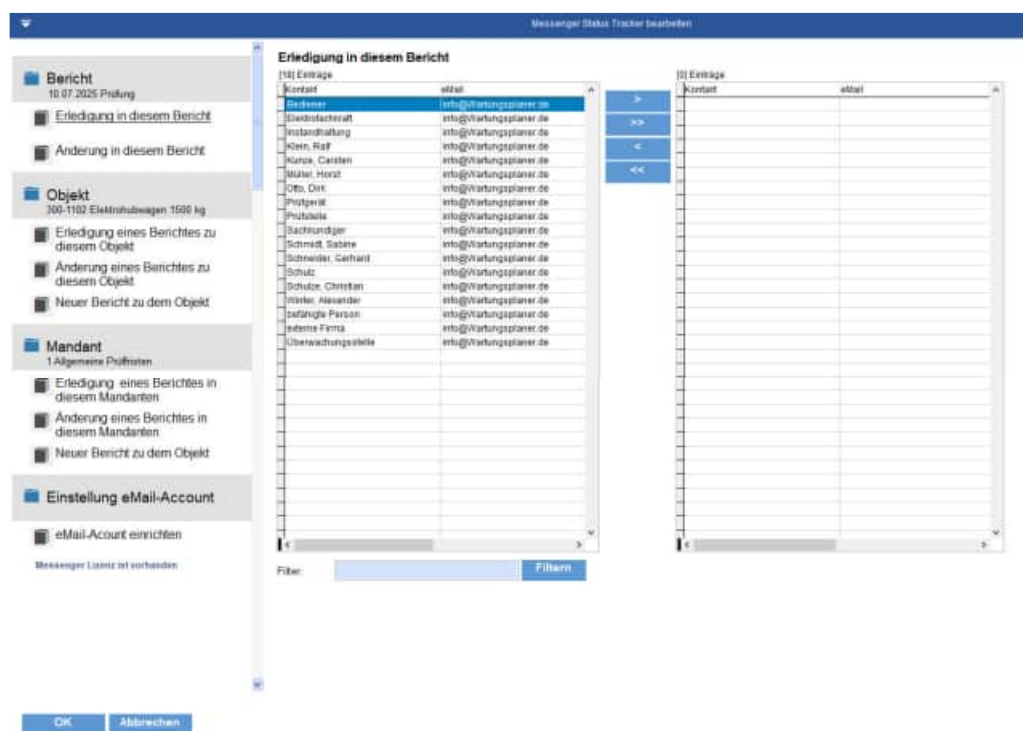 Messenger Status Tracker bearbeiten
Bericht
10.07.2025 Prüfung
Erledigung in diesem Bericht
Änderung in diesem Bericht
Objekt
300-1102 Elektrohubwagen 1500 kg
Erledigung eines Berichtes zu
diesem Objekt
Änderung eines Berichtes zu
diesem Objekt
Neuer Bericht zu dem Objekt
Mandant
1 Allgemeine Prüffristen
Erledigung eines Berichtes in
diesem Mandanten
Änderung eines Berichtes in
diesem Mandanten
Neuer Bericht zu dem Objekt
Einstellung eMail-Account
eMail-Acount einrichten
Messenger Lizenz ist vorhanden
Erledigung in diesem Bericht
[18] Einträge
Kontakt eMail
Bediener info@Wartungsplaner.de
Elektrofachkraft info@Wartungsplaner.de
Instandhaltung info@Wartungsplaner.de
Klein, Ralf info@Wartungsplaner.de
Kunze, Carsten info@Wartungsplaner.de
Müller, Horst info@Wartungsplaner.de
Otto, Dirk info@Wartungsplaner.de
Prüfgerät info@Wartungsplaner.de
Prüfstelle info@Wartungsplaner.de
Sachkundiger info@Wartungsplaner.de
Schmidt, Sabine info@Wartungsplaner.de
Schneider, Gerhard info@Wartungsplaner.de
Schulz info@Wartungsplaner.de
Schulze, Christian info@Wartungsplaner.de
Winter, Alexander info@Wartungsplaner.de
befähigte Person info@Wartungsplaner.de
externe Firma info@Wartungsplaner.de
Überwachungsstelle info@Wartungsplaner.de
Filter:
Filtern
>
>>
<
<<
[0] Einträge
Kontakt eMail
OK Abbrechen